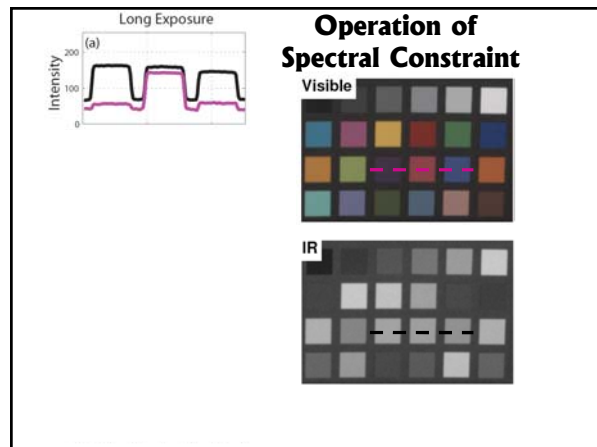 Long Exposure
(a)
200
100
0
Intensity
Operation of
Spectral Constraint
Visible
IR